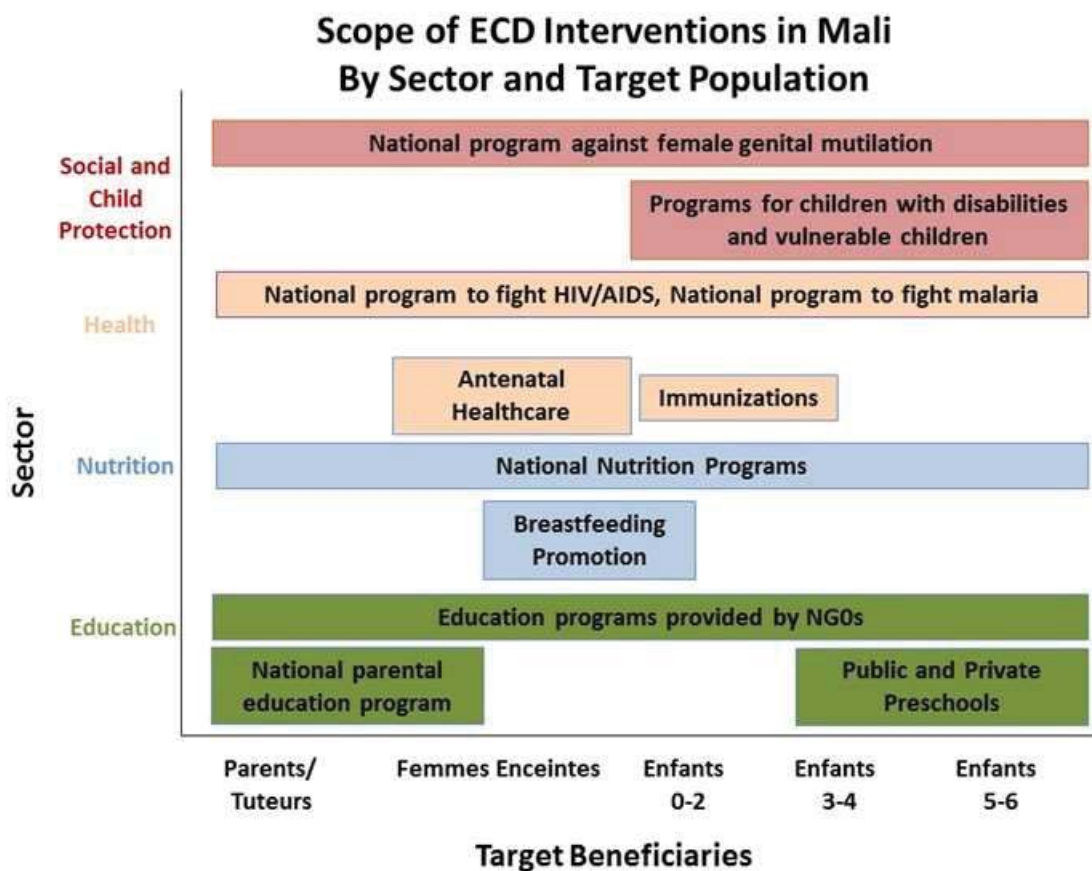 Scope of ECD Interventions in Mali
By Sector and Target Population
Social and
Child
Protection
National program against female genital mutilation
Programs for children with disabilities
and vulnerable children
Health
National program to fight HIV/AIDS, National program to fight malaria
Antenatal
Healthcare
Immunizations
Sector
Nutrition
National Nutrition Programs
Breastfeeding
Promotion
Education
Education programs provided by NG0s
National parental
education program
Public and Private
Preschools
Parents/
Tuteurs
Femmes Enceintes
Enfants
0-2
Enfants
3-4
Enfants
5-6
Target Beneficiaries